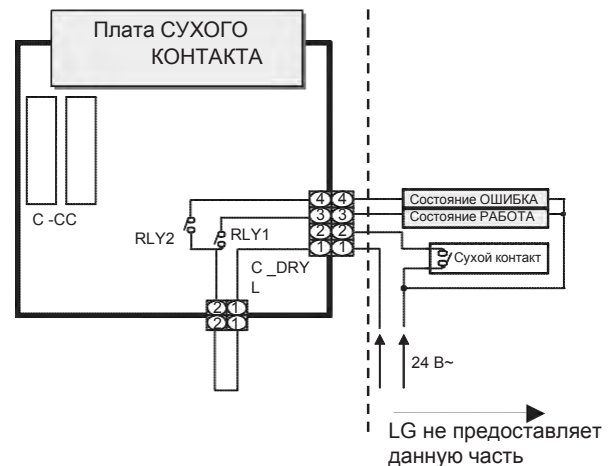 Плата СУХОГО
КОНТАКТА
C -CC
RLY2
RLY1
C _DRY
L
4 4
3 3
2 2
1 1
2 1
2 1
Состояние ОШИБКА
Состояние РАБОТА
Сухой контакт
24 В~
LG не предоставляет
данную часть